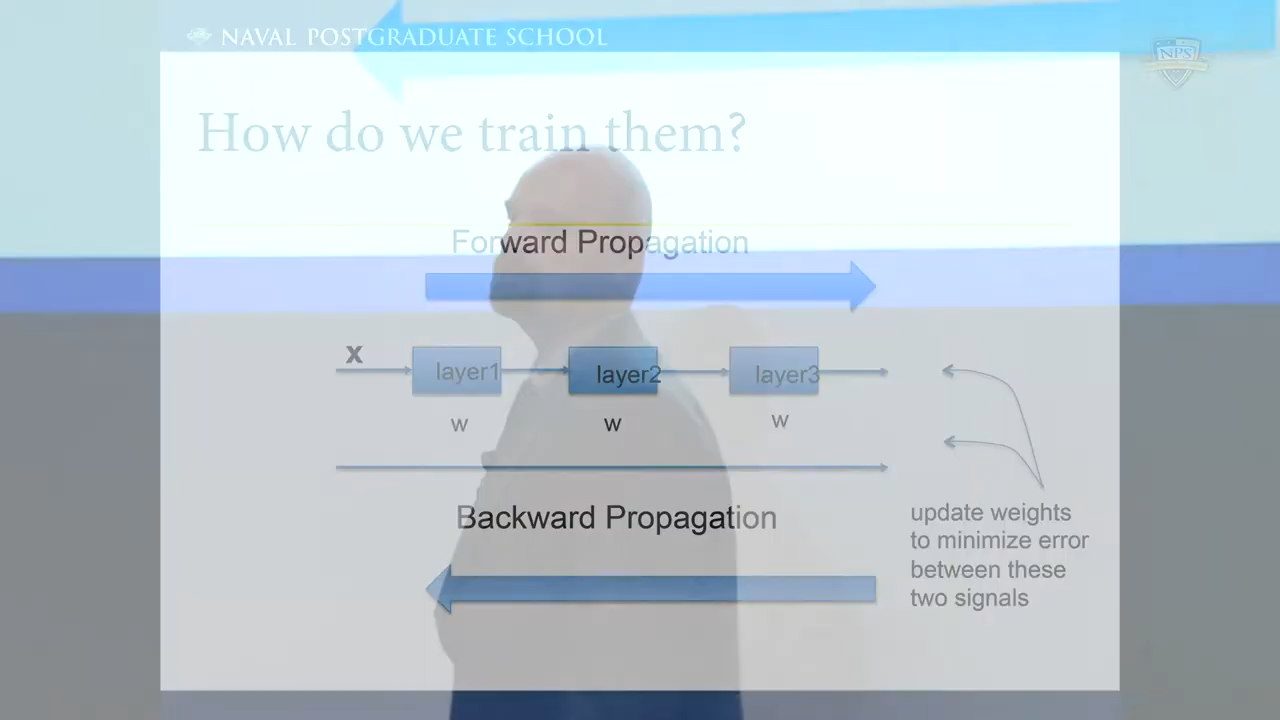 NAVAL POSTGRADUATE SCHOOL
NPS
How do we train them?
Forward Propagation
x
layer1
layer2
layer3
w
w
w
Backward Propagation
update weights
to minimize error
between these
two signals